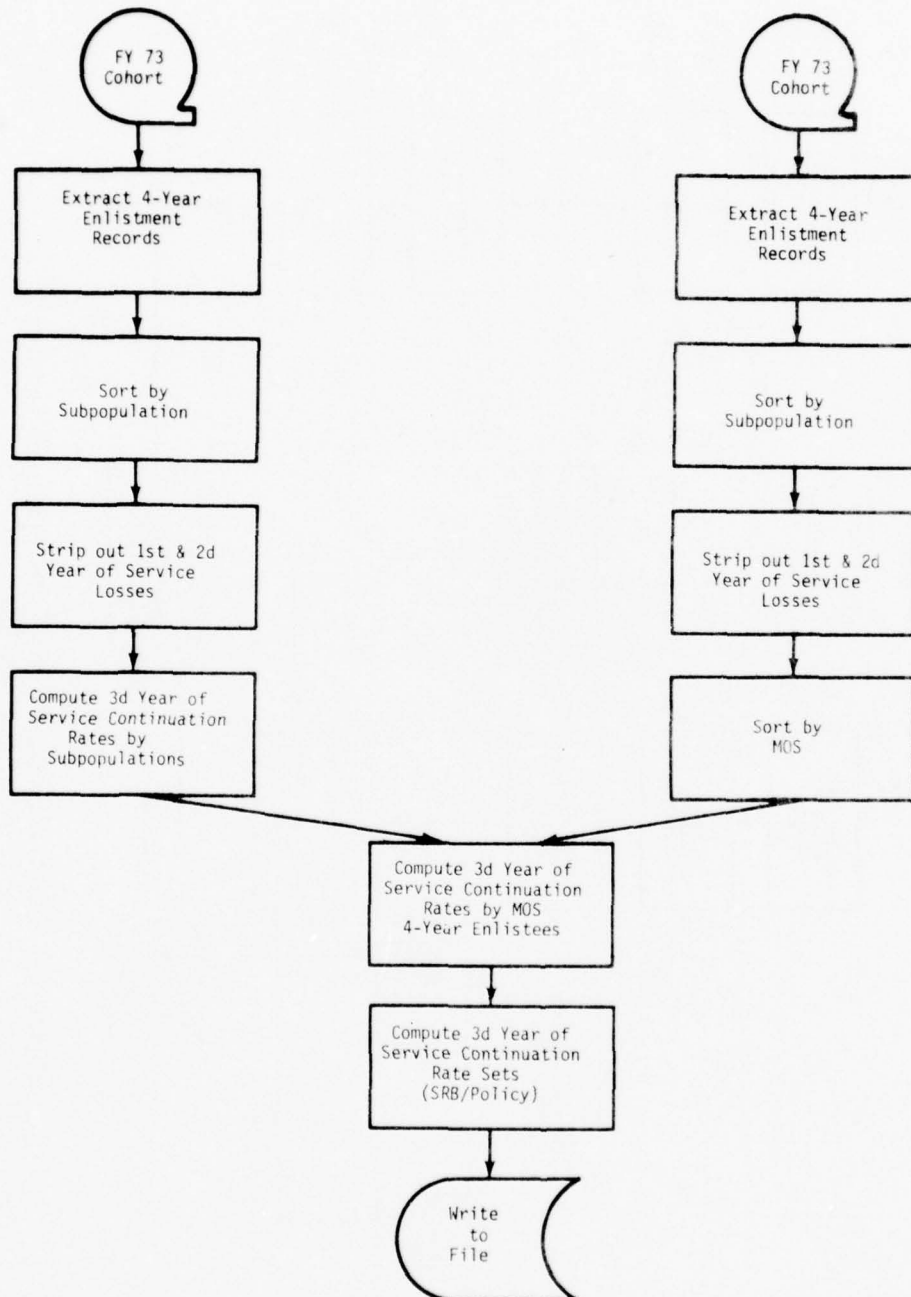 FY 73
Cohort
Extract 4-Year
Enlistment
Records
Sort by
Subpopulation
Strip out 1st & 2d
Year of Service
Losses
Compute 3d Year of
Service Continuation
Rates by
Subpopulations
FY 73
Cohort
Extract 4-Year
Enlistment
Records
Sort by
Subpopulation
Strip out 1st & 2d
Year of Service
Losses
Sort by
MOS
Compute 3d Year of
Service Continuation
Rates by MOS
4-Year Enlistees
Compute 3d Year of
Service Continuation
Rate Sets
(SRB/Policy)
Write
to
File